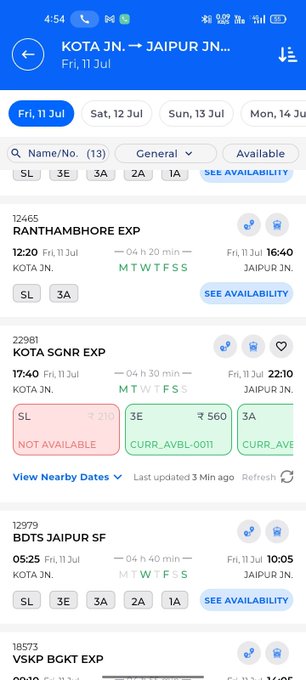 4:54
0.09 KB/S
4G
55
KOTA JN. → JAIPUR JN...
Fri, 11 Jul
Fri, 11 Jul Sat, 12 Jul Sun, 13 Jul Mon, 14 Ju
Name/No. (13) General Available
SL 3E 3A 2A 1A SEE AVAILABILITY
12465
RANTHAMBHORE EXP
12:20 Fri, 11 Jul — 04 h 20 min — Fri, 11 Jul 16:40
KOTA JN. M T W T F S S JAIPUR JN.
SL 3A SEE AVAILABILITY
22981
KOTA SGNR EXP
17:40 Fri, 11 Jul — 04 h 30 min — Fri, 11 Jul 22:10
KOTA JN. M T W T F S S JAIPUR JN.
SL ₹ 210 3E ₹ 560 3A
NOT AVAILABLE CURR_AVBL-0011 CURR_AVB
View Nearby Dates Last updated 3 Min ago Refresh
12979
BDTS JAIPUR SF
05:25 Fri, 11 Jul — 04 h 40 min — Fri, 11 Jul 10:05
KOTA JN. M T W T F S S JAIPUR JN.
SL 3E 3A 2A 1A SEE AVAILABILITY
18573
VSKP BGKT EXP